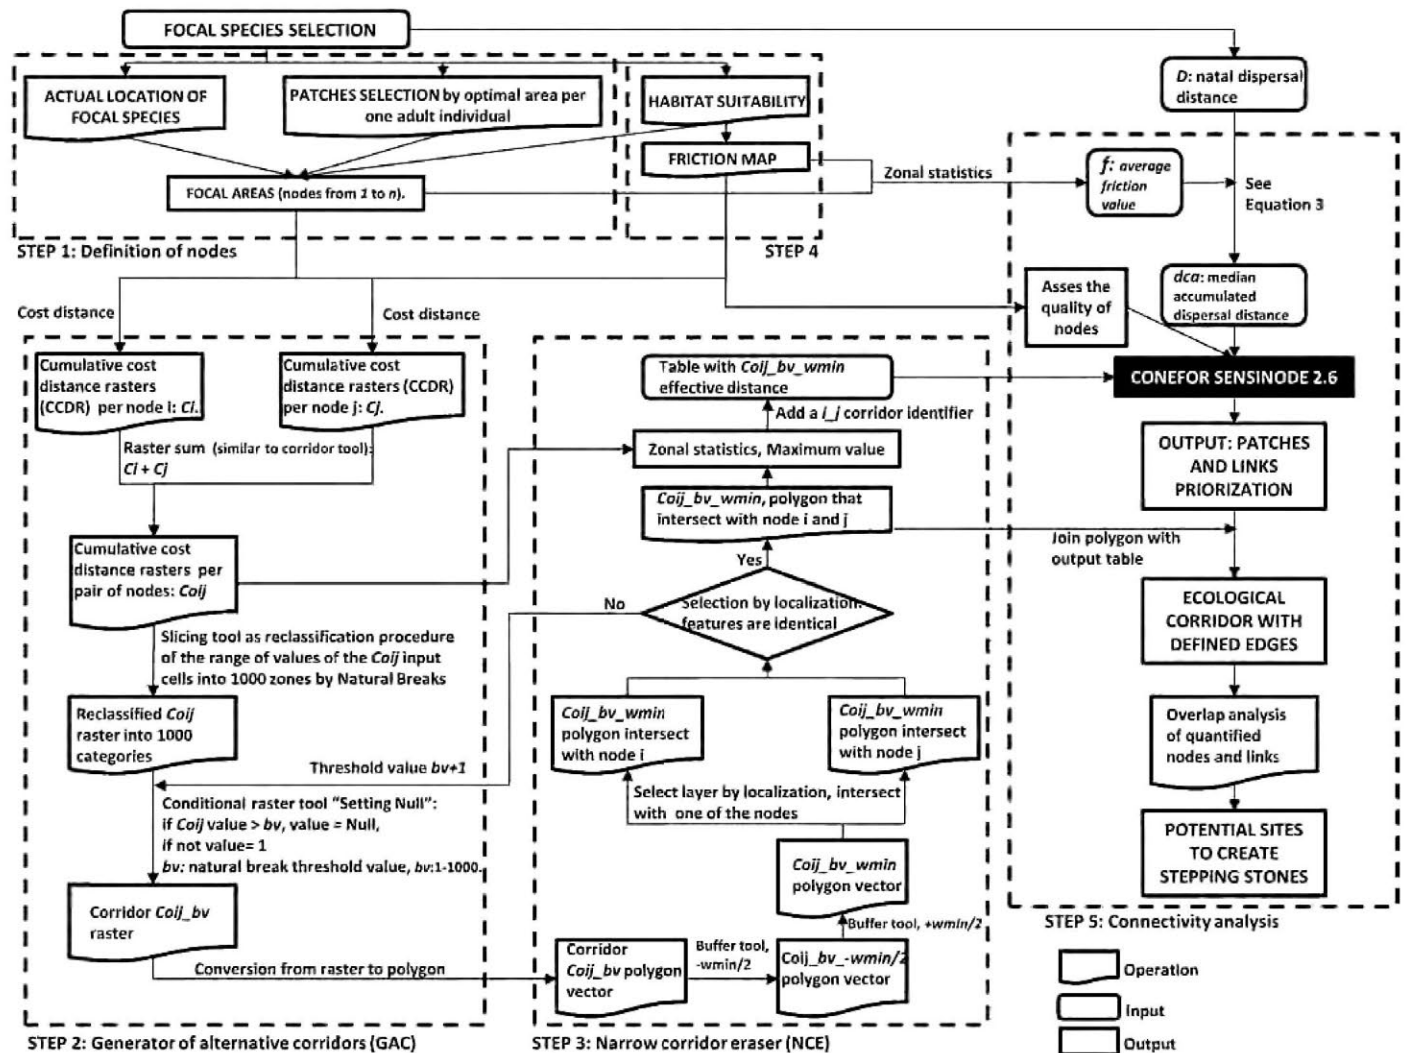 FOCAL SPECIES SELECTION
D: natal dispersal
distance
ACTUAL LOCATION OF
FOCAL SPECIES
PATCHES SELECTION by optimal area per
one adult individual
HABITAT SUITABILITY
FRICTION MAP
FOCAL AREAS (nodes from 1 to n).
STEP 1: Definition of nodes
STEP 4
Zonal statistics
f: average
friction
value
See
Equation 3
Asses the
quality of
nodes
dca: median
accumulated
dispersal distance
Cost distance
Cost distance
Cumulative cost
distance rasters
(CCDR) per node i: Ci.
Cumulative cost
distance rasters (CCDR)
per node j: Cj.
Raster sum (similar to corridor tool):
Ci + Cj
Cumulative cost
distance rasters per
pair of nodes: Coij
Slicing tool as reclassification procedure
of the range of values of the Coij input
cells into 1000 zones by Natural Breaks
Reclassified Coij
raster into 1000
categories
Threshold value bv+1
Conditional raster tool "Setting Null":
if Coij value > bv, value = Null,
if not value= 1
bv: natural break threshold value, bv:1-1000.
Corridor Coij_bv
raster
Conversion from raster to polygon
STEP 2: Generator of alternative corridors (GAC)
Table with Coij_bv_wmin
effective distance
Add a i_j corridor identifier
Zonal statistics, Maximum value
Coij_bv_wmin, polygon that
intersect with node i and j
Yes
No
Selection by localization:
features are identical
Coij_bv_wmin
polygon intersect
with node i
Coij_bv_wmin
polygon intersect
with node j
Select layer by localization, intersect
with one of the nodes
Coij_bv_wmin
polygon vector
Buffer tool, +wmin/2
Corridor
Coij_bv polygon
vector
Buffer tool,
-wmin/2
Coij_bv_-wmin/2
polygon vector
STEP 3: Narrow corridor eraser (NCE)
CONEFOR SENSINODE 2.6
OUTPUT: PATCHES
AND LINKS
PRIORIZATION
Join polygon with
output table
ECOLOGICAL
CORRIDOR WITH
DEFINED EDGES
Overlap analysis
of quantified
nodes and links
POTENTIAL SITES
TO CREATE
STEPPING STONES
STEP 5: Connectivity analysis
Operation
Input
Output